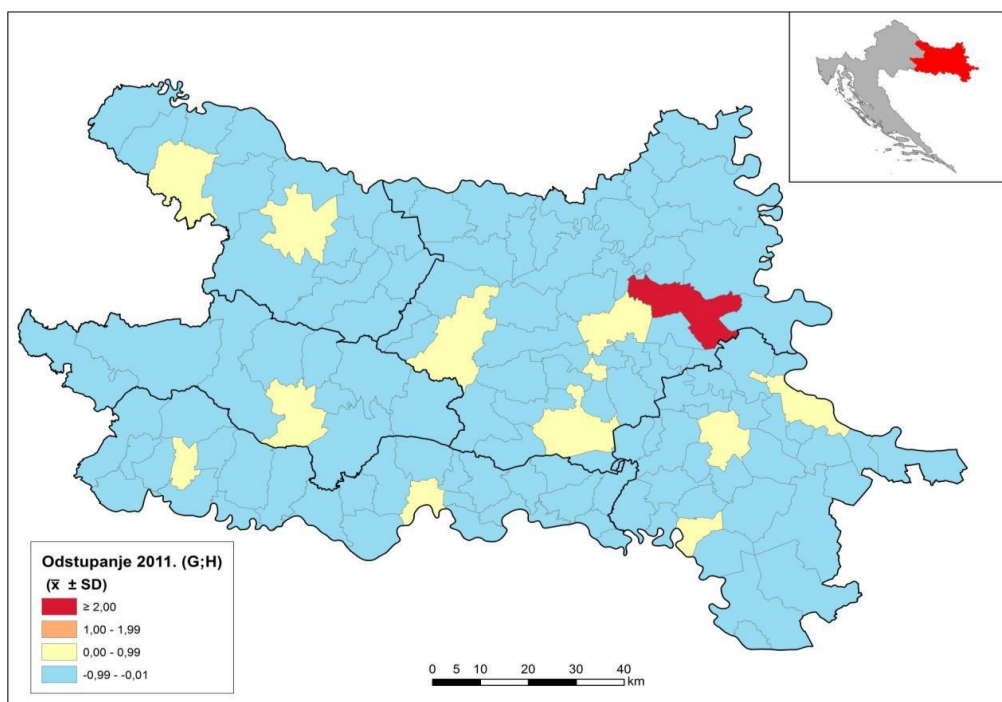 Odstupanje 2011. (G;H)
(x̄ ± SD)
≥ 2,00
1,00 - 1,99
0,00 - 0,99
-0,99 - -0,01
0 5 10 20 30 40
km